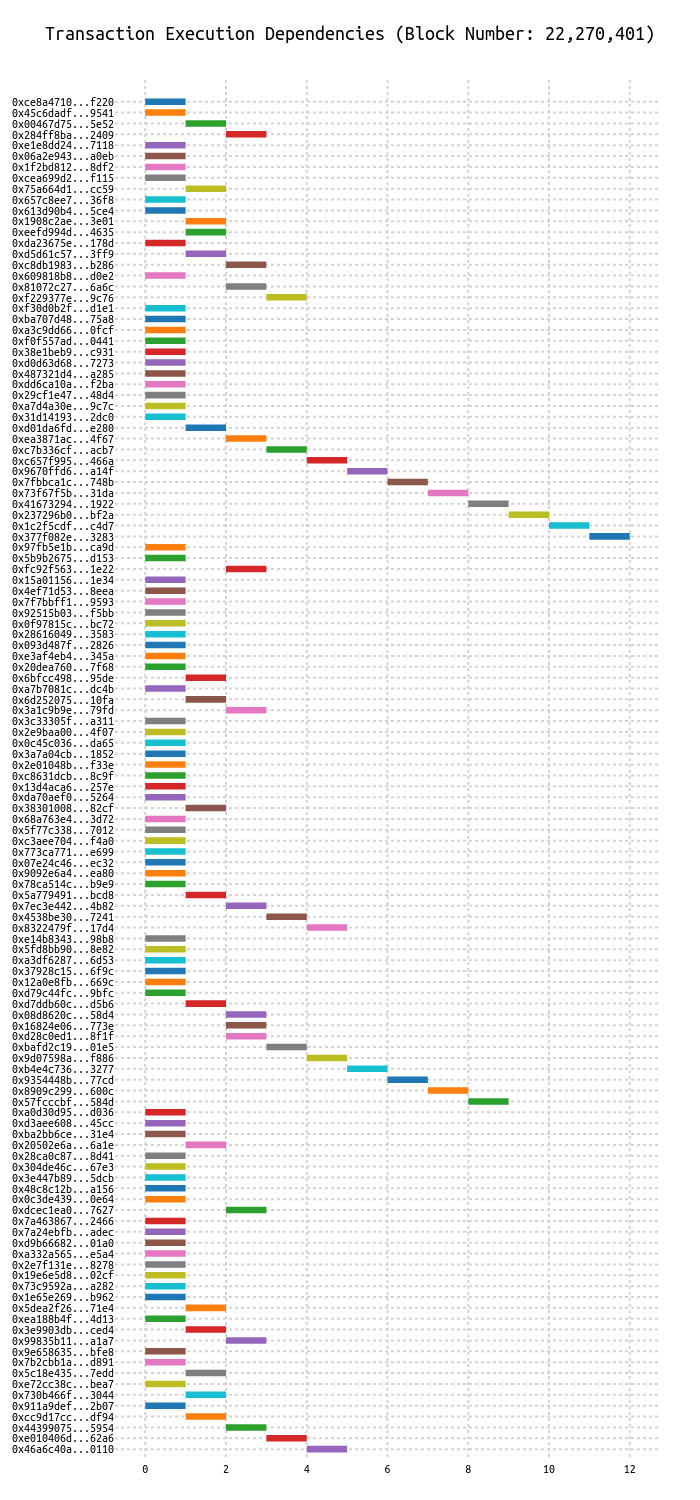 Transaction Execution Dependencies (Block Number: 22,270,401)
0xce8a4710...f220
0x45c6dadf...9541
0x00467d75...5e52
0x284ff8ba...2409
0xe1e8dd24...7118
0x06a2e943...a0eb
0x1f2bd812...8df2
0xcea699d2...f115
0x75a664d1...cc59
0x657c8ee7...36f8
0x613d90b4...5ce4
0x1908c2ae...3e01
0xeefd994d...4635
0xda23675e...178d
0xd5d61c57...3ff9
0xc8db1983...b286
0x609818b8...d0e2
0x81072c27...6a6c
0xf229377e...9c76
0xf30d0b2f...d1e1
0xba707d48...75a8
0xa3c9dd66...0fcf
0xf0f557ad...0441
0x38e1beb9...c931
0xd0d63d68...7273
0x487321d4...a285
0xdd6ca10a...f2ba
0x29cf1e47...48d4
0xa7d4a30e...9c7c
0x31d14193...2dc0
0xd01da6fd...e280
0xea3871ac...4f67
0xc7b336cf...acb7
0xc657f995...466a
0x9670ffd6...a14f
0x7fbbca1c...748b
0x73f67f5b...31da
0x41673294...1922
0x237296b0...bf2a
0x1c2f5cdf...c4d7
0x377f082e...3283
0x97fb5e1b...ca9d
0x5b9b2675...d153
0xfc92f563...1e22
0x15a01156...1e34
0x4ef71d53...8eea
0x7f7bbff1...9593
0x92515b03...f5bb
0x0f97815c...bc72
0x28616049...3583
0x093d487f...2826
0xe3af4eb4...345a
0x20dea760...7f68
0x6bfcc498...95de
0xa7b7081c...dc4b
0x6d252075...10fa
0x3a1c9b9e...79fd
0x3c33305f...a311
0x2e9baa00...4f07
0x0c45c036...da65
0x3a7a04cb...1852
0x2e01048b...f33e
0xc8631dcb...8c9f
0x13d4aca6...257e
0xda70aef0...5264
0x38301008...82cf
0x68a763e4...3d72
0x5f77c338...7012
0xc3aee704...f4a0
0x773ca771...e699
0x07e24c46...ec32
0x9092e6a4...ea80
0x78ca514c...b9e9
0x5a779491...bcd8
0x7ec3e442...4b82
0x4538be30...7241
0x8322479f...17d4
0xe14b8343...98b8
0x5fd8bb90...8e82
0xa3df6287...6d53
0x37928c15...6f9c
0x12a0e8fb...669c
0xd79c44fc...9bfc
0xd7ddb60c...d5b6
0x08d8620c...58d4
0x16824e06...773e
0xd28c0ed1...8f1f
0xbafd2c19...01e5
0x9d07598a...f886
0xb4e4c736...3277
0x9354448b...77cd
0x8909c299...600c
0x57fcccbf...584d
0xa0d30d95...d036
0xd3aee608...45cc
0xba2bb6ce...31e4
0x20502e6a...6a1e
0x28ca0c87...8d41
0x304de46c...67e3
0x3e447b89...5dcb
0x48c8c12b...a156
0x0c3de439...0e64
0xdcec1ea0...7627
0x7a463867...2466
0x7a24ebfb...adec
0xd9b66682...01a0
0xa332a565...e5a4
0x2e7f131e...8278
0x19e6e5d8...02cf
0x73c9592a...a282
0x1e65e269...b962
0x5dea2f26...71e4
0xea188b4f...4d13
0x3e9903db...ced4
0x99835b11...a1a7
0x9e658635...bfe8
0x7b2cbb1a...d891
0x5c18e435...7edd
0xe72cc38c...bea7
0x730b466f...3044
0x911a9def...2b07
0xcc9d17cc...df94
0x44399075...5954
0xe010406d...62a6
0x46a6c40a...0110
0 2 4 6 8 10 12